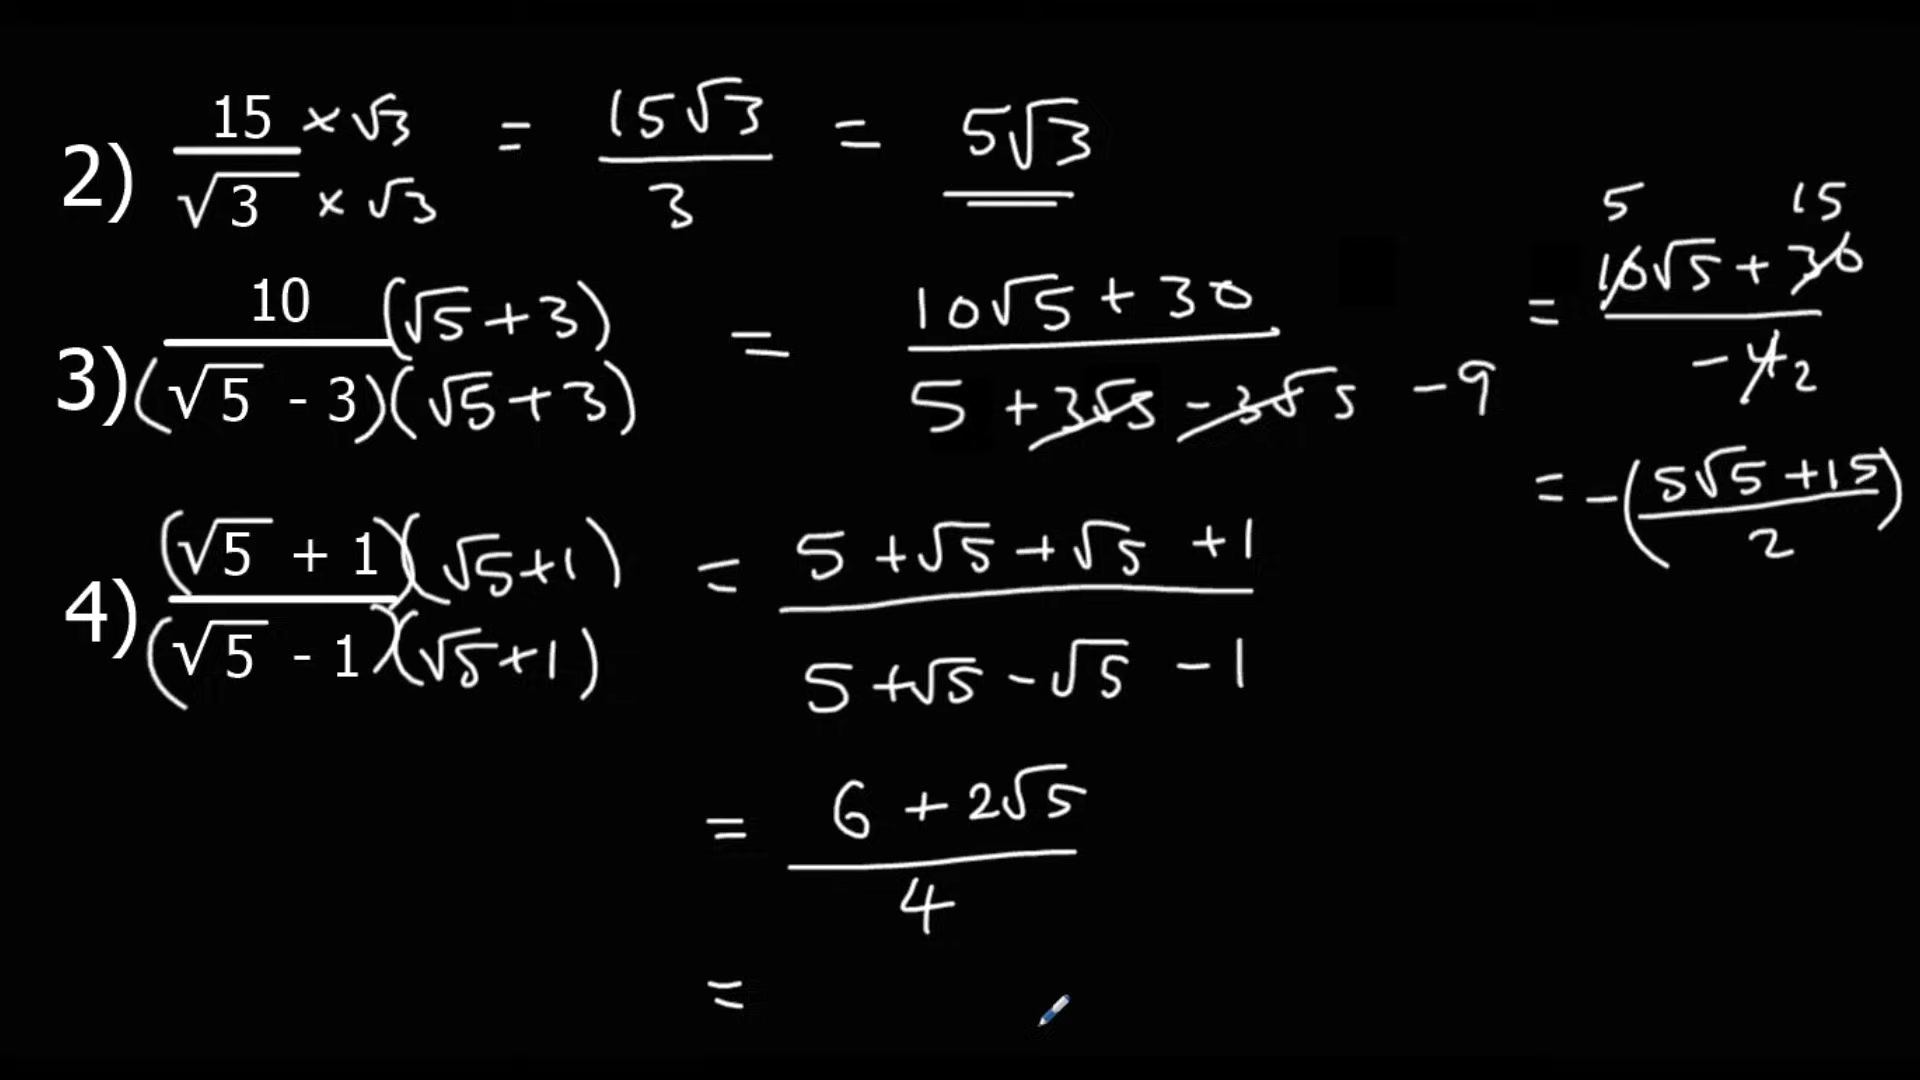 2) 15/√3 × √3/× √3 = 15√3/3 = 5√3
3) 10(√5 + 3)/(√5 - 3)(√5 + 3) = 10√5 + 30/5 + 3√5 - 3√5 - 9
5 15
= 10√5 + 30/-4 2
= -(5√5 + 15/2)
4) (√5 + 1)(√5 + 1)/(√5 - 1)(√5 + 1) = 5 + √5 + √5 + 1/5 + √5 - √5 - 1
= 6 + 2√5/4
=